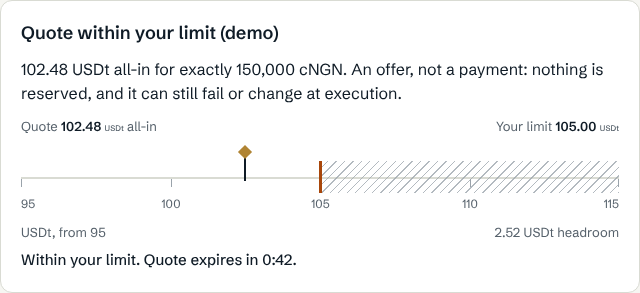 Quote within your limit (demo)
102.48 USDt all-in for exactly 150,000 cNGN. An offer, not a payment: nothing is
reserved, and it can still fail or change at execution.
Quote 102.48 USDt all-in
Your limit 105.00 USDt
95 100 105 110 115
USDt, from 95
2.52 USDt headroom
Within your limit. Quote expires in 0:42.